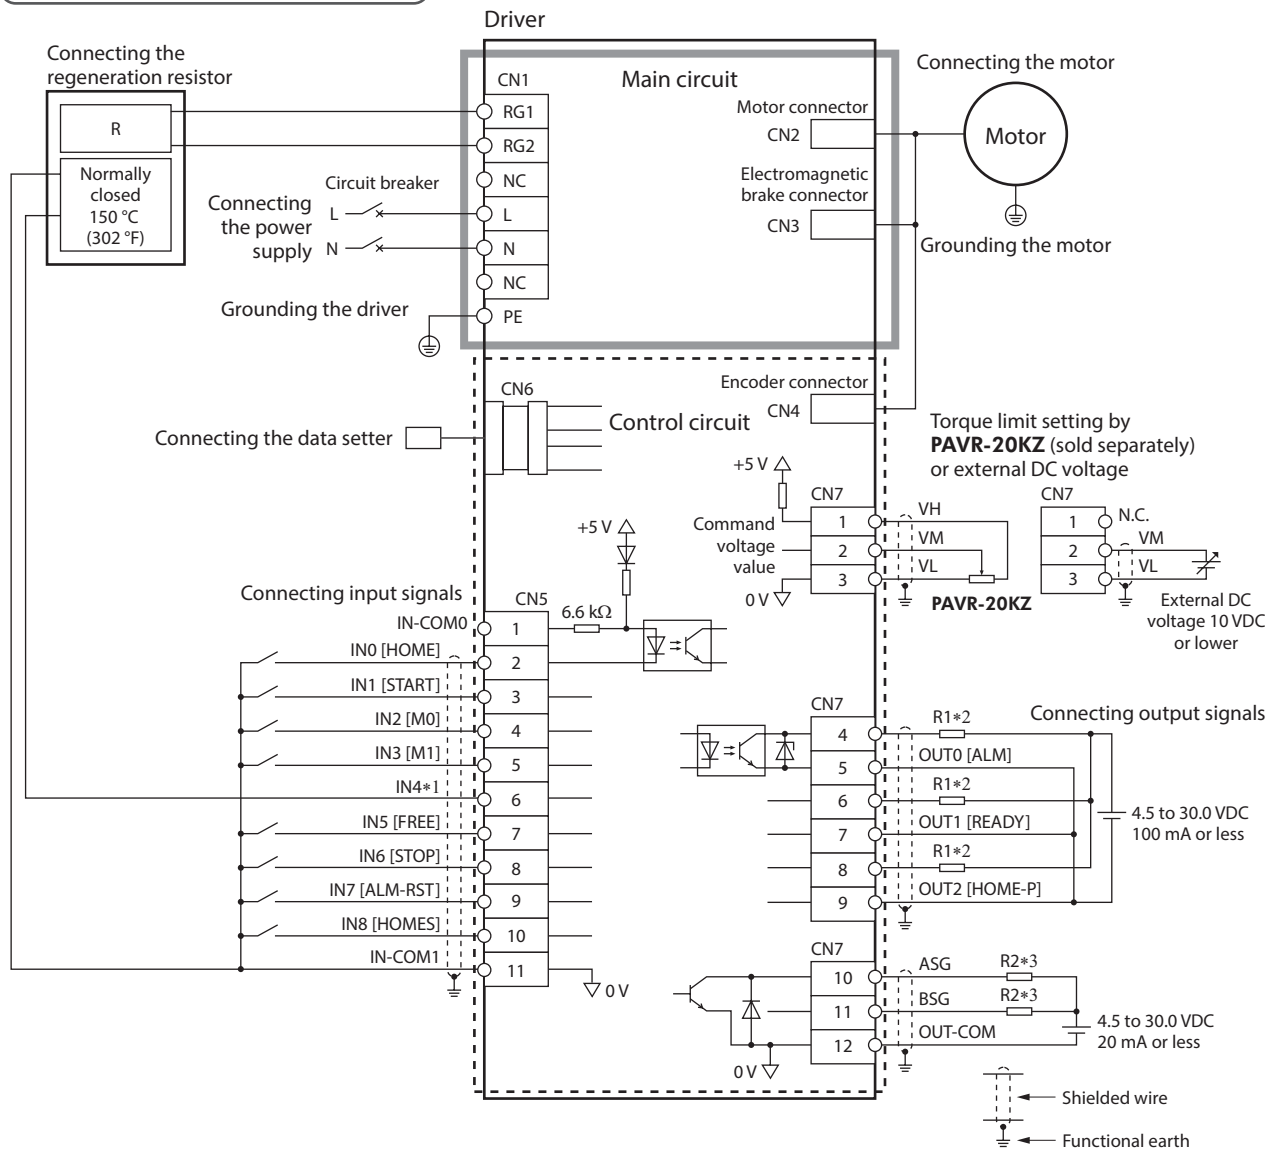 Driver
Connecting the
regeneration resistor
R
Normally
closed
150 °C
(302 °F)
CN1
Main circuit
RG1
RG2
NC
L
N
NC
PE
Circuit breaker
Connecting
the power
supply
L
N
Grounding the driver
Motor connector
CN2
Electromagnetic
brake connector
CN3
Connecting the motor
Motor
Grounding the motor
CN6
Control circuit
Connecting the data setter
Encoder connector
CN4
Torque limit setting by
PAVR-20KZ (sold separately)
or external DC voltage
+5 V
CN7
Command
voltage
value
0 V
1
2
3
VH
VM
VL
PAVR-20KZ
CN7
1
2
3
N.C.
VM
VL
External DC
voltage 10 VDC
or lower
+5 V
Connecting input signals
CN5
6.6 kΩ
IN-COM0
1
IN0 [HOME]
2
IN1 [START]
3
IN2 [M0]
4
IN3 [M1]
5
IN4*1
6
IN5 [FREE]
7
IN6 [STOP]
8
IN7 [ALM-RST]
9
IN8 [HOMES]
10
IN-COM1
11
0 V
CN7
Connecting output signals
4
R1*2
5
OUT0 [ALM]
6
R1*2
7
OUT1 [READY]
8
R1*2
9
OUT2 [HOME-P]
4.5 to 30.0 VDC
100 mA or less
CN7
10
ASG
R2*3
11
BSG
R2*3
12
OUT-COM
0 V
4.5 to 30.0 VDC
20 mA or less
Shielded wire
Functional earth